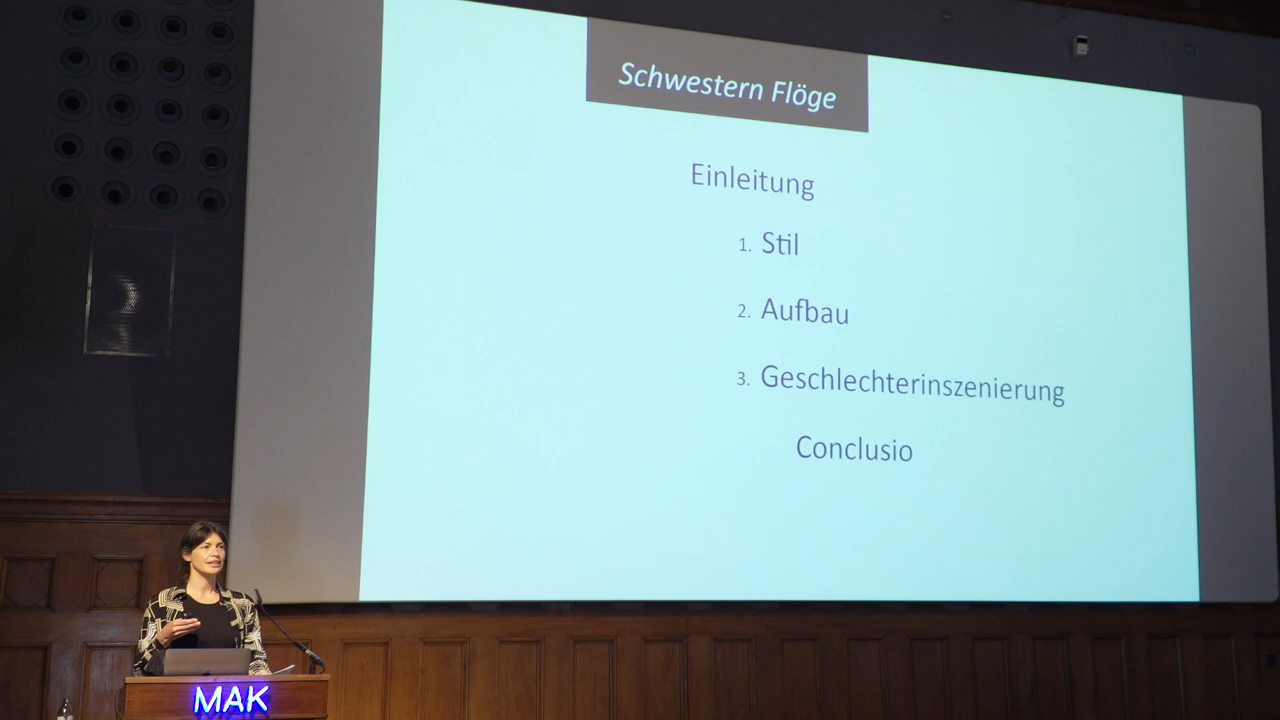 Schwestern Flöge
Einleitung
1. Stil
2. Aufbau
3. Geschlechterinszenierung
Conclusio
MAK